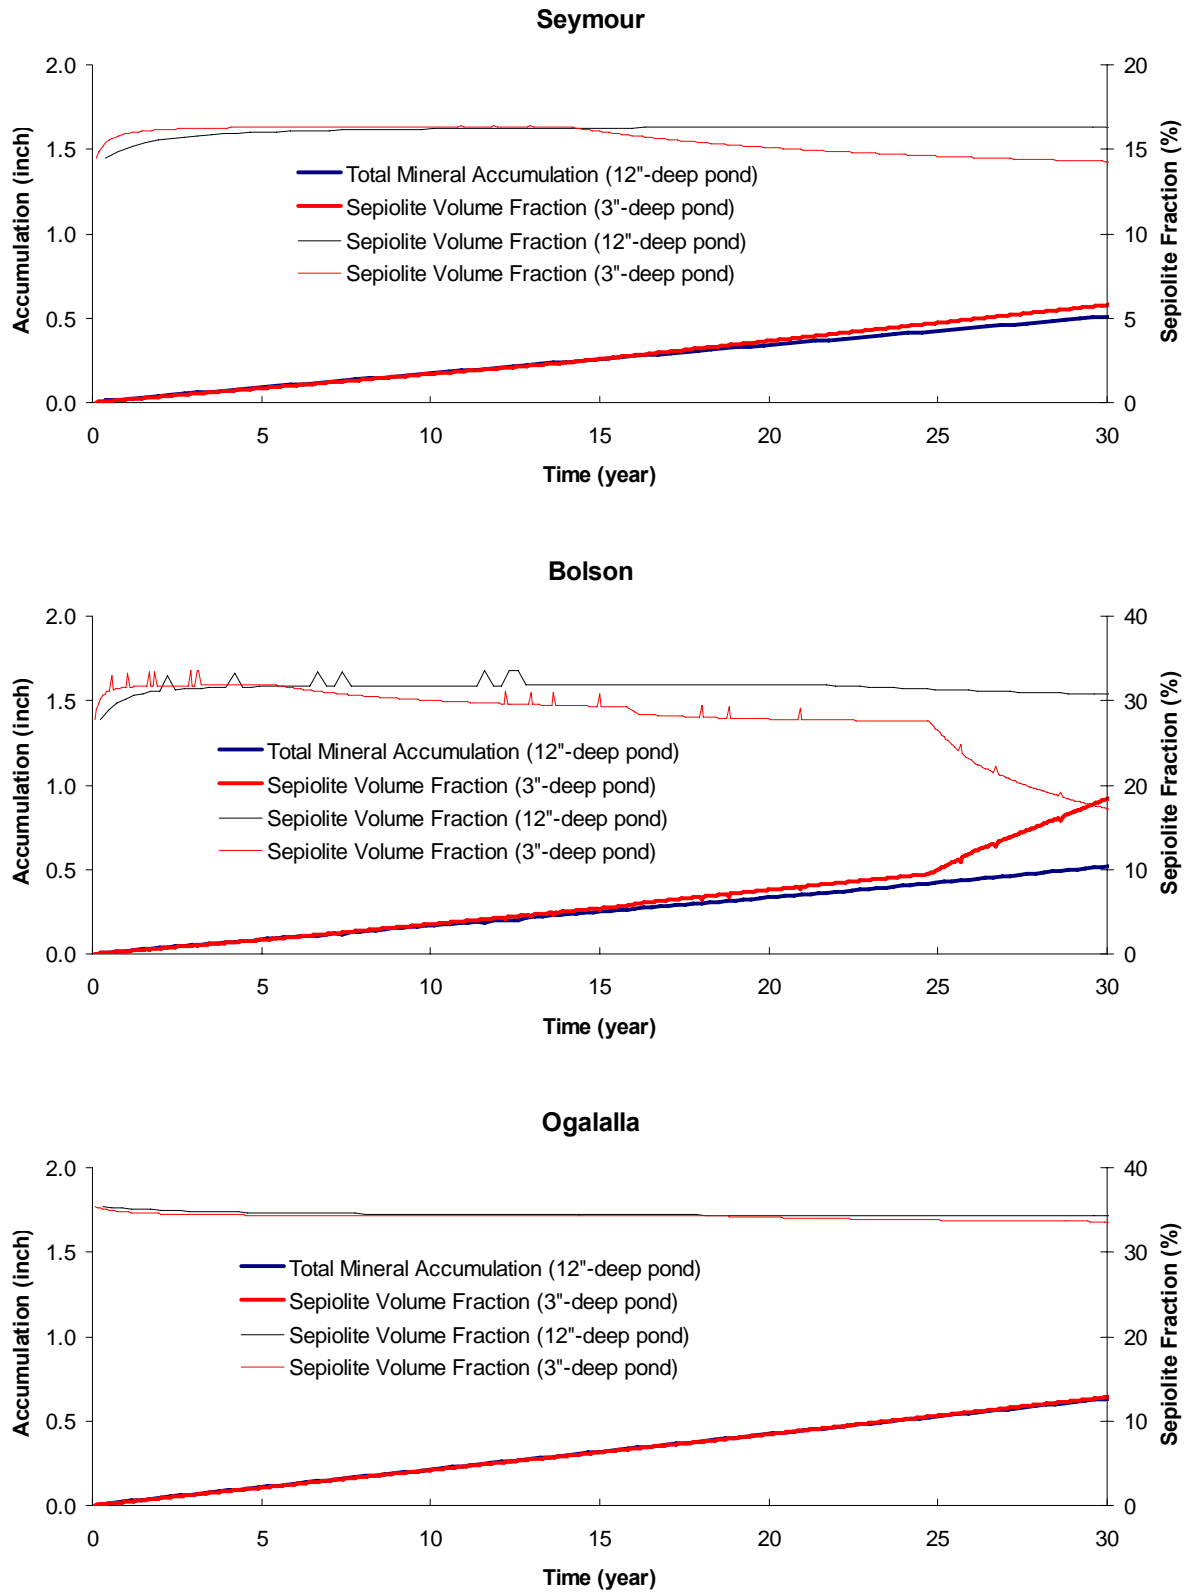 Seymour
2.0
1.5
1.0
0.5
0.0
Accumulation (inch)
20
15
10
5
0
Sepiolite Fraction (%)
Total Mineral Accumulation (12"-deep pond)
Sepiolite Volume Fraction (3"-deep pond)
Sepiolite Volume Fraction (12"-deep pond)
Sepiolite Volume Fraction (3"-deep pond)
0 5 10 15 20 25 30
Time (year)
Bolson
2.0
1.5
1.0
0.5
0.0
Accumulation (inch)
40
30
20
10
0
Sepiolite Fraction (%)
Total Mineral Accumulation (12"-deep pond)
Sepiolite Volume Fraction (3"-deep pond)
Sepiolite Volume Fraction (12"-deep pond)
Sepiolite Volume Fraction (3"-deep pond)
0 5 10 15 20 25 30
Time (year)
Ogalalla
2.0
1.5
1.0
0.5
0.0
Accumulation (inch)
40
30
20
10
0
Sepiolite Fraction (%)
Total Mineral Accumulation (12"-deep pond)
Sepiolite Volume Fraction (3"-deep pond)
Sepiolite Volume Fraction (12"-deep pond)
Sepiolite Volume Fraction (3"-deep pond)
0 5 10 15 20 25 30
Time (year)